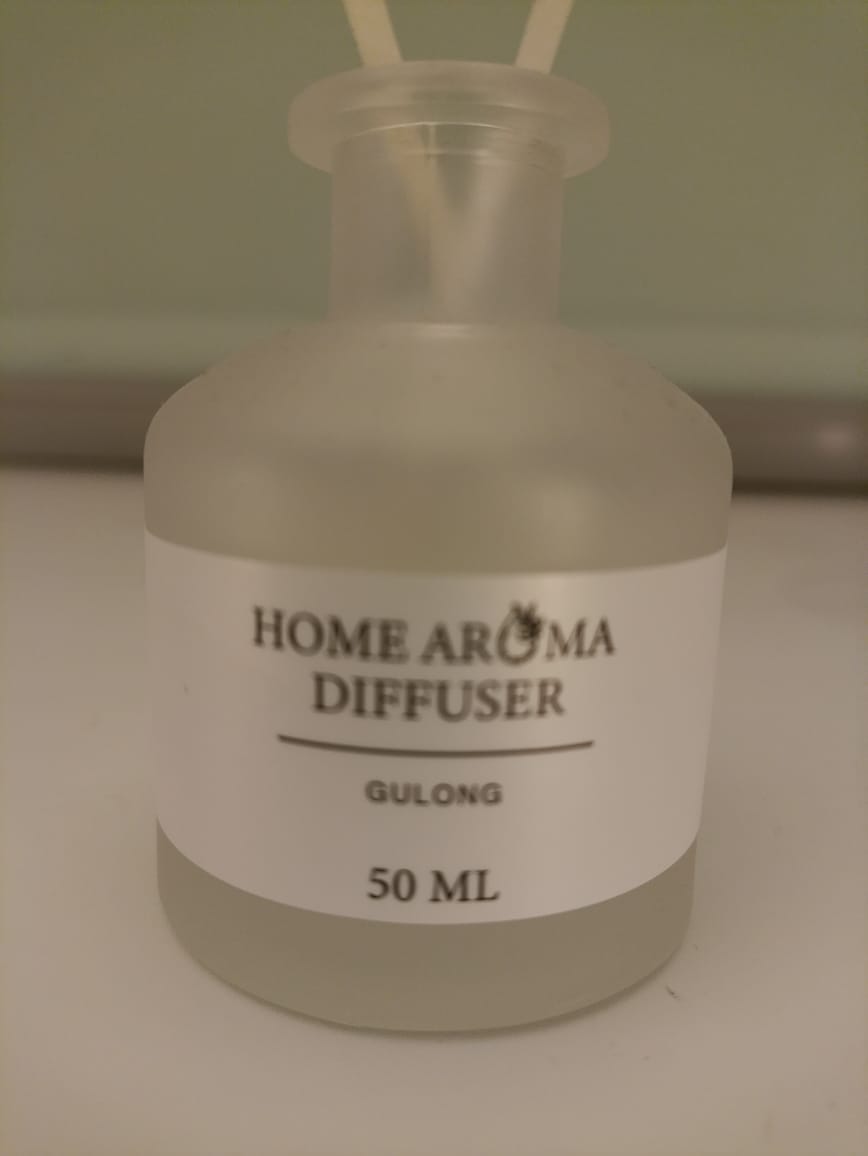 HOME AROMA
DIFFUSER
GULONG
50 ML